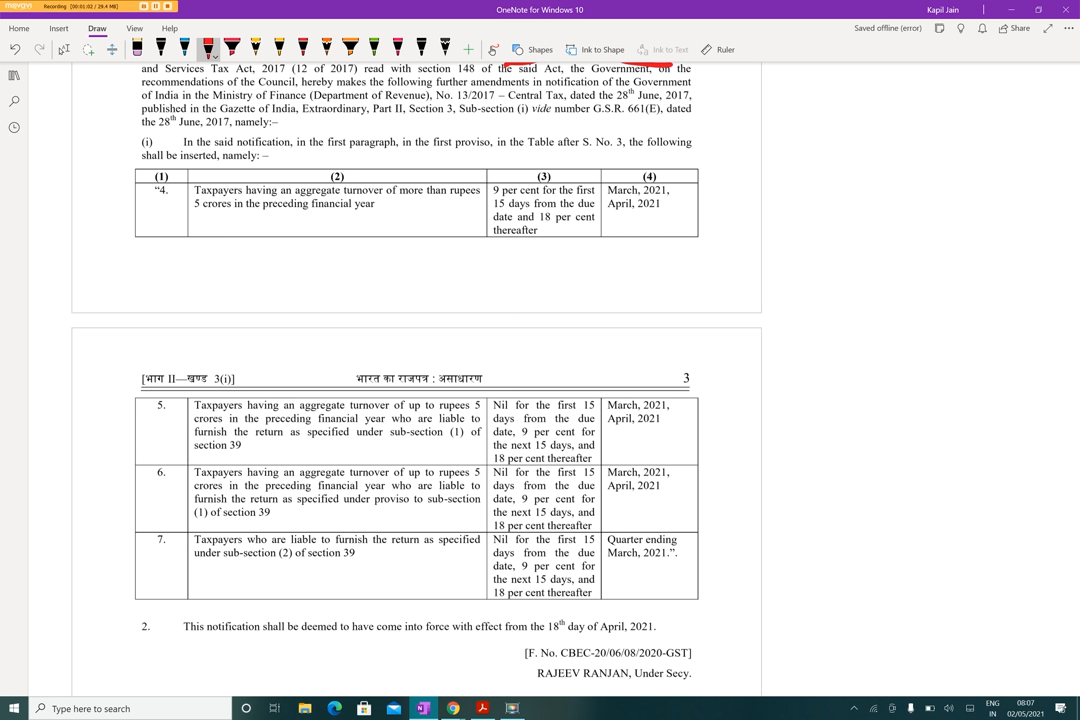 movavi Recording [00:01:02 / 29.4 MB]
OneNote for Windows 10
Kapil Jain
Home Insert Draw View Help
Saved offline (error) Share
Shapes Ink to Shape Ink to Text Ruler
and Services Tax Act, 2017 (12 of 2017) read with section 148 of the said Act, the Government, on the
recommendations of the Council, hereby makes the following further amendments in notification of the Government
of India in the Ministry of Finance (Department of Revenue), No. 13/2017 – Central Tax, dated the 28th June, 2017,
published in the Gazette of India, Extraordinary, Part II, Section 3, Sub-section (i) vide number G.S.R. 661(E), dated
the 28th June, 2017, namely:–
(i) In the said notification, in the first paragraph, in the first proviso, in the Table after S. No. 3, the following
shall be inserted, namely: –
(1) (2) (3) (4)
“4. Taxpayers having an aggregate turnover of more than rupees 9 per cent for the first March, 2021,
5 crores in the preceding financial year 15 days from the due April, 2021
date and 18 per cent
thereafter
[भाग II—खण्ड 3(i)] भारत का राजपत्र : असाधारण 3
5. Taxpayers having an aggregate turnover of up to rupees 5 Nil for the first 15 March, 2021,
crores in the preceding financial year who are liable to days from the due April, 2021
furnish the return as specified under sub-section (1) of date, 9 per cent for
section 39 the next 15 days, and
18 per cent thereafter
6. Taxpayers having an aggregate turnover of up to rupees 5 Nil for the first 15 March, 2021,
crores in the preceding financial year who are liable to days from the due April, 2021
furnish the return as specified under proviso to sub-section date, 9 per cent for
(1) of section 39 the next 15 days, and
18 per cent thereafter
7. Taxpayers who are liable to furnish the return as specified Nil for the first 15 Quarter ending
under sub-section (2) of section 39 days from the due March, 2021.”.
date, 9 per cent for
the next 15 days, and
18 per cent thereafter
2. This notification shall be deemed to have come into force with effect from the 18th day of April, 2021.
[F. No. CBEC-20/06/08/2020-GST]
RAJEEV RANJAN, Under Secy.
Type here to search
ENG 08:07
IN 02/05/2021